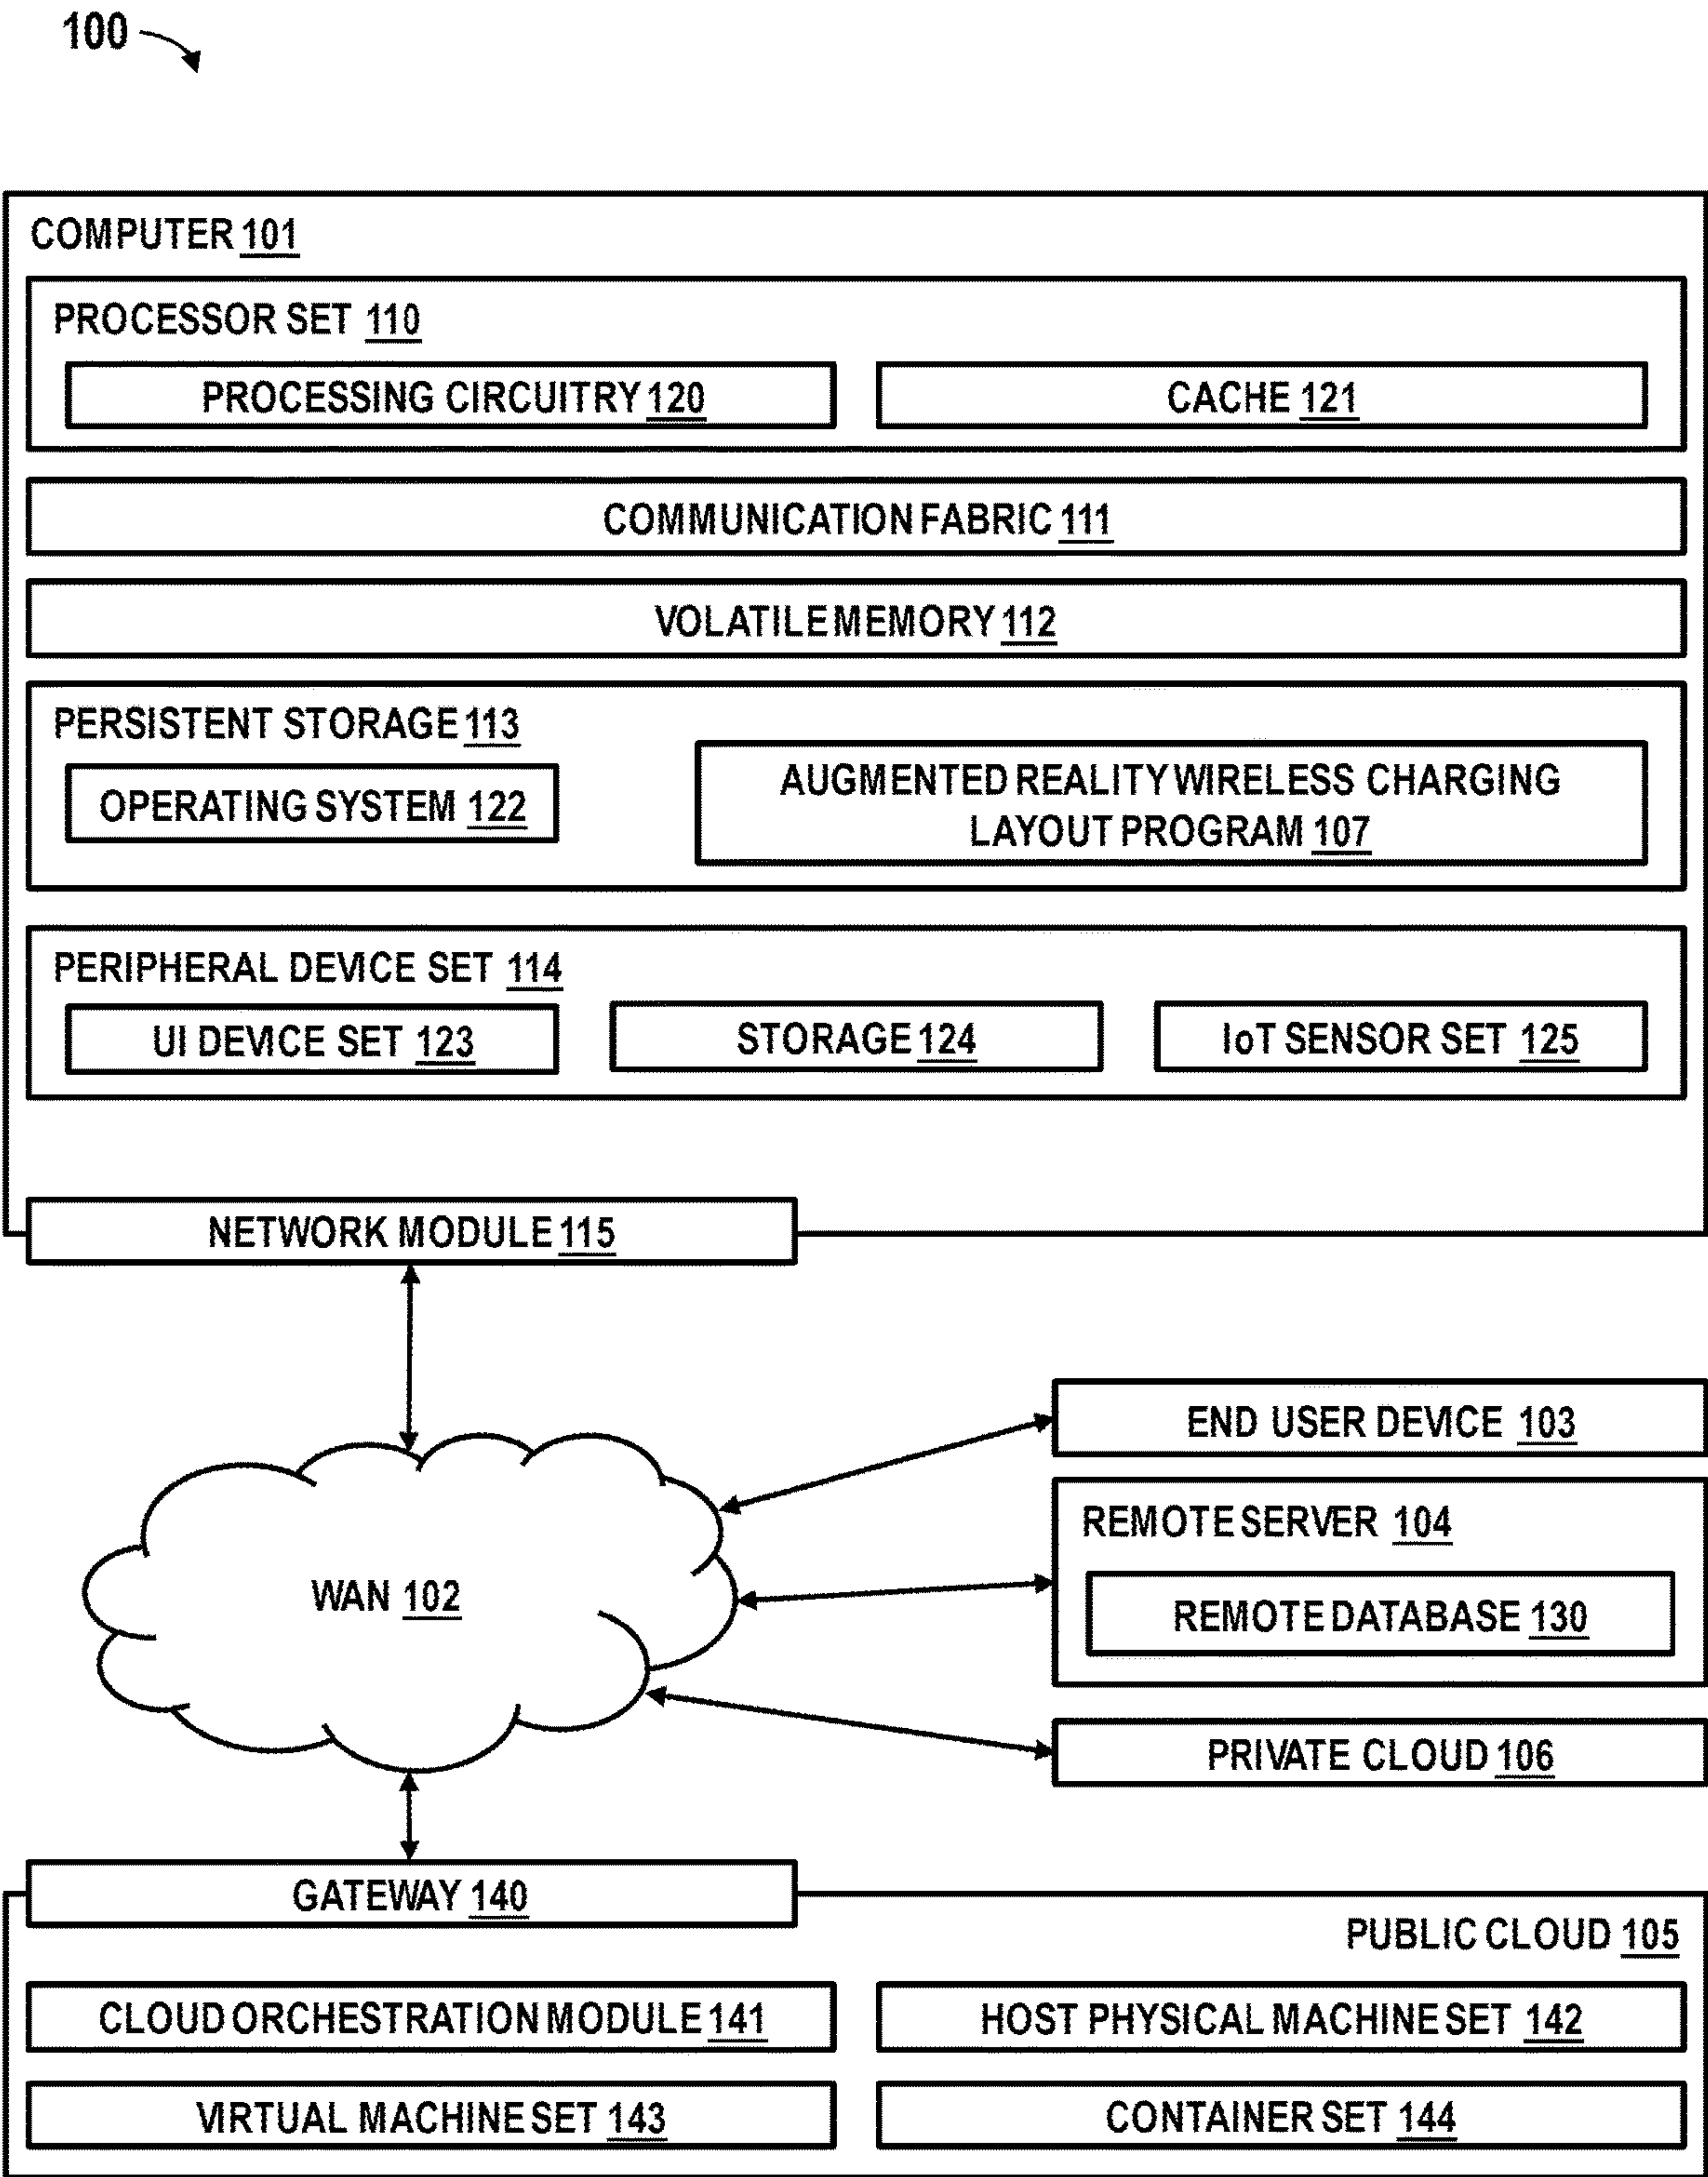 100
COMPUTER 101
PROCESSOR SET 110
PROCESSING CIRCUITRY 120
CACHE 121
COMMUNICATION FABRIC 111
VOLATILE MEMORY 112
PERSISTENT STORAGE 113
OPERATING SYSTEM 122
AUGMENTED REALITY WIRELESS CHARGING
LAYOUT PROGRAM 107
PERIPHERAL DEVICE SET 114
UI DEVICE SET 123
STORAGE 124
IoT SENSOR SET 125
NETWORK MODULE 115
END USER DEVICE 103
REMOTE SERVER 104
WAN 102
REMOTE DATABASE 130
PRIVATE CLOUD 106
GATEWAY 140
PUBLIC CLOUD 105
CLOUD ORCHESTRATION MODULE 141
HOST PHYSICAL MACHINE SET 142
VIRTUAL MACHINE SET 143
CONTAINER SET 144